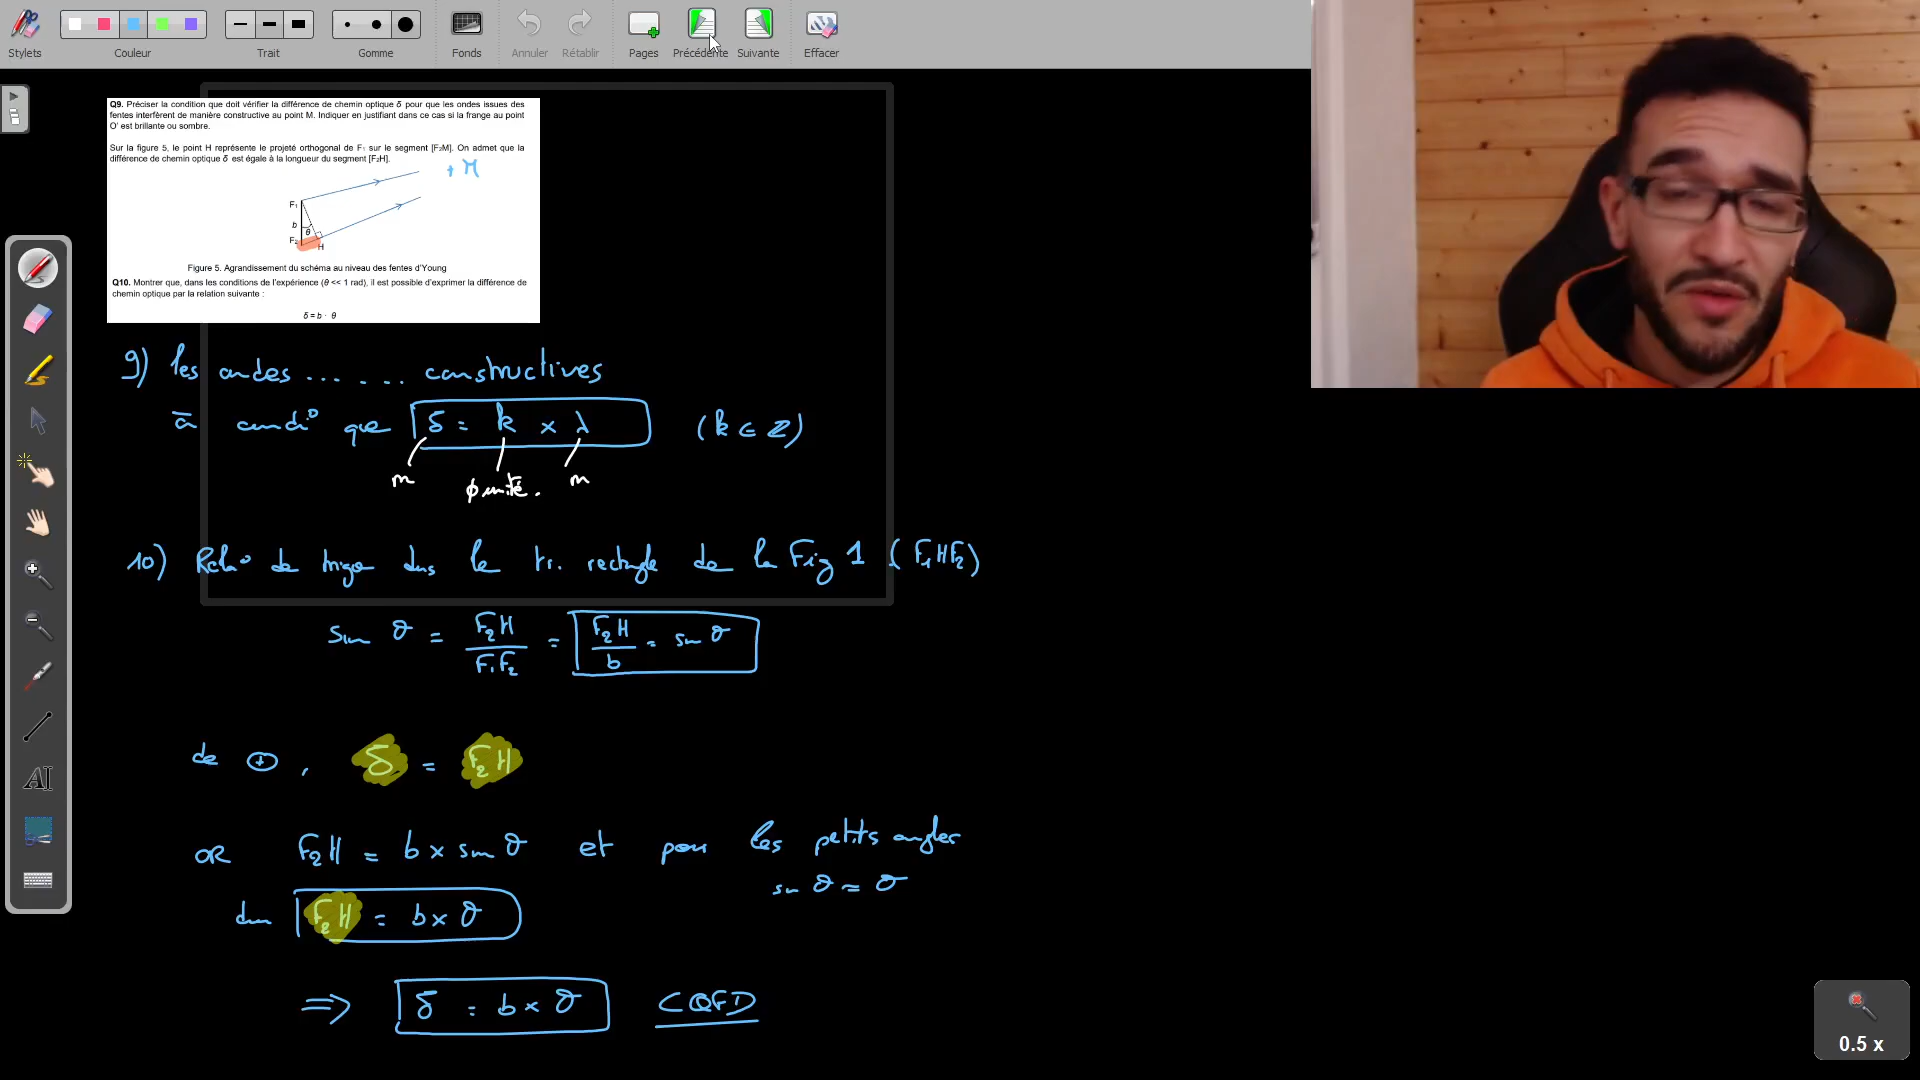 Stylets Couleur Trait Gomme Fonds Annuler Rétablir Pages Précédente Suivante Effacer
Q9. Préciser la condition que doit vérifier la différence de chemin optique δ pour que les ondes issues des
fentes interfèrent de manière constructive au point M. Indiquer en justifiant dans ce cas si la frange au point
O' est brillante ou sombre.
Sur la figure 5, le point H représente le projeté orthogonal de F₁ sur le segment [F₂M]. On admet que la
différence de chemin optique δ est égale à la longueur du segment [F₂H].
+ M
F₁
b
θ
F₂
H
Figure 5. Agrandissement du schéma au niveau des fentes d'Young
Q10. Montrer que, dans les conditions de l'expérience (θ << 1 rad), il est possible d'exprimer la différence de
chemin optique par la relation suivante :
δ = b · θ
9) les ondes ... ... constructives
à condi° que δ = k × λ (k ∈ ℤ)
m ϕ unité. m
10) Rela° de trigo dans le tr. rectangle de la Fig 1 (F₁HF₂)
sin θ = F₂H / F₁F₂ = F₂H / b = sin θ
de ⊕, δ = F₂H
OR F₂H = b × sin θ et pour les petits angles
sin θ ≈ θ
donc F₂H = b × θ
⇒ δ = b × θ CQFD
AI
0.5 x